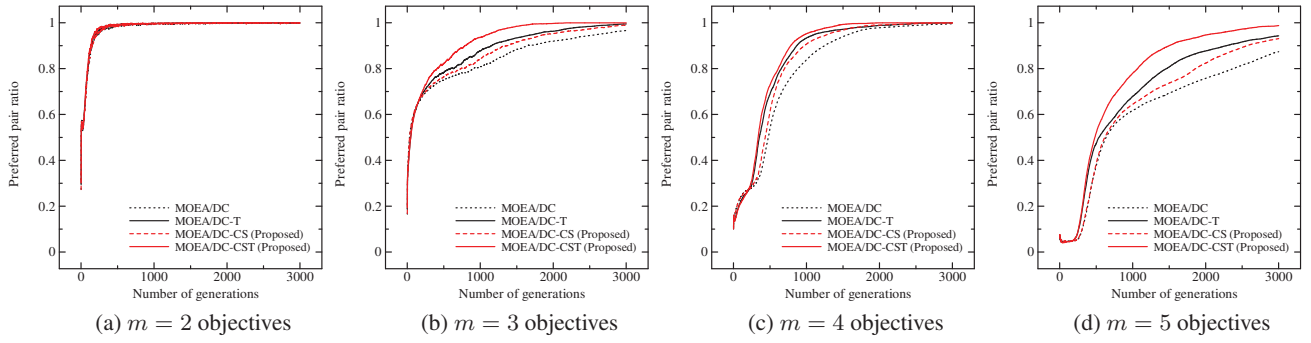 Preferred pair ratio
1
0.8
0.6
0.4
0.2
0
MOEA/DC
MOEA/DC-T
MOEA/DC-CS (Proposed)
MOEA/DC-CST (Proposed)
0 1000 2000 3000
Number of generations
(a) m = 2 objectives
Preferred pair ratio
1
0.8
0.6
0.4
0.2
0
MOEA/DC
MOEA/DC-T
MOEA/DC-CS (Proposed)
MOEA/DC-CST (Proposed)
0 1000 2000 3000
Number of generations
(b) m = 3 objectives
Preferred pair ratio
1
0.8
0.6
0.4
0.2
0
MOEA/DC
MOEA/DC-T
MOEA/DC-CS (Proposed)
MOEA/DC-CST (Proposed)
0 1000 2000 3000
Number of generations
(c) m = 4 objectives
Preferred pair ratio
1
0.8
0.6
0.4
0.2
0
MOEA/DC
MOEA/DC-T
MOEA/DC-CS (Proposed)
MOEA/DC-CST (Proposed)
0 1000 2000 3000
Number of generations
(d) m = 5 objectives